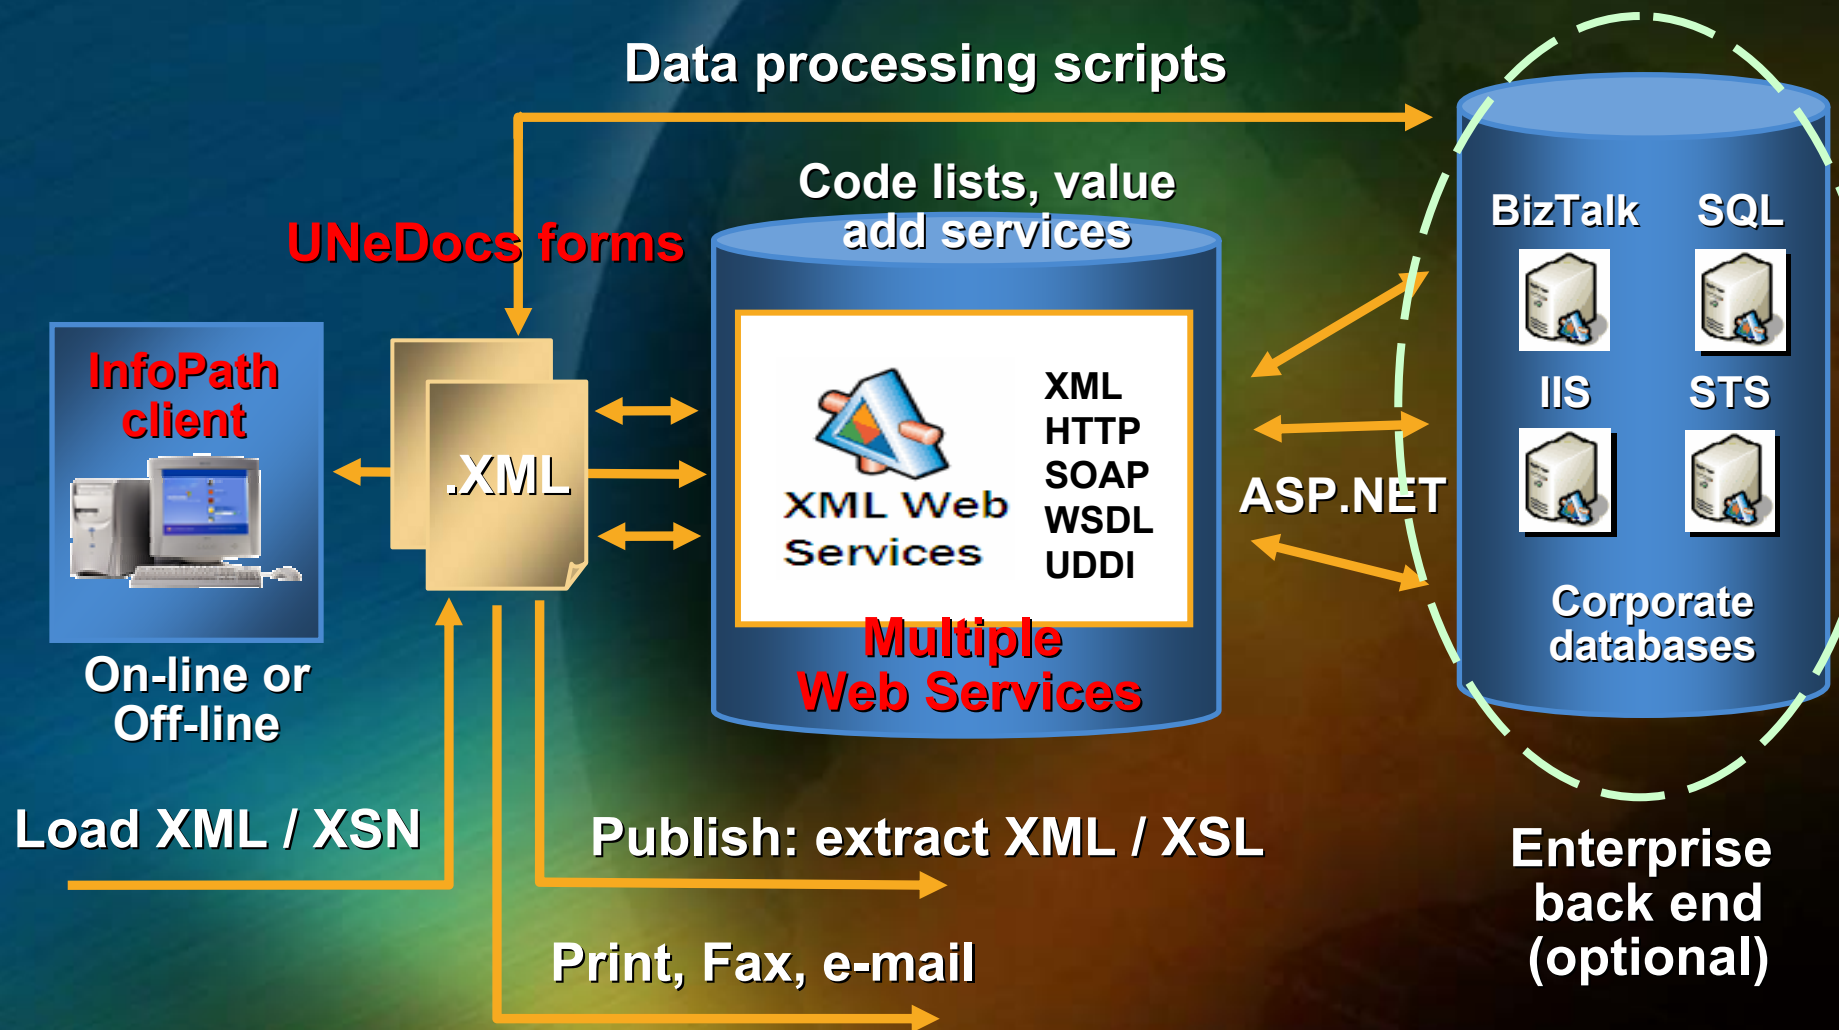 Data processing scripts
Code lists, value
add services
UNeDocs forms
BizTalk
SQL
InfoPath
client
IIS
STS
.XML
XML Web
Services
XML
HTTP
SOAP
WSDL
UDDI
ASP.NET
Multiple
Web Services
Corporate
databases
On-line or
Off-line
Load XML / XSN
Publish: extract XML / XSL
Print, Fax, e-mail
Enterprise
back end
(optional)